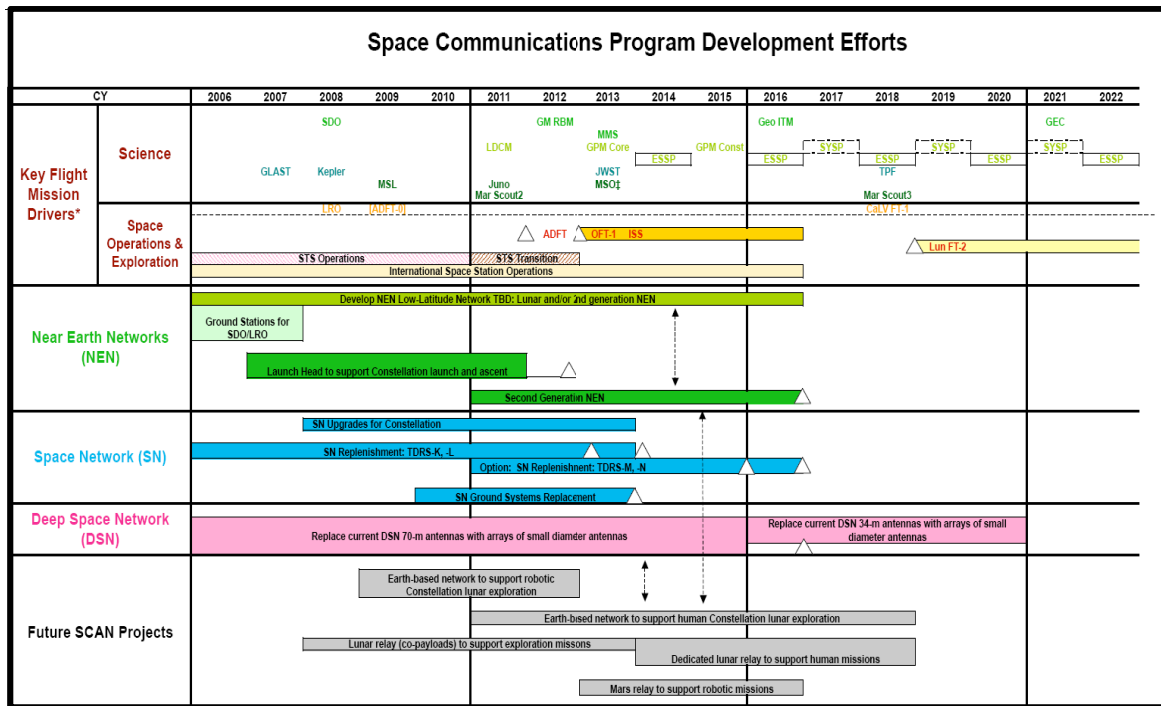 Space Communications Program Development Efforts
CY 2006 2007 2008 2009 2010 2011 2012 2013 2014 2015 2016 2017 2018 2019 2020 2021 2022
Key Flight
Mission
Drivers*
Science
SDO GM RBM Geo ITM GEC
MMS
LDCM GPM Core GPM Const SYSP SYSP SYSP
ESSP ESSP ESSP ESSP ESSP
GLAST Kepler JWST TPF
MSL Juno MSO‡
Mar Scout2 Mar Scout3
LRO [ADFT-0] CaLV FT-1
Space
Operations &
Exploration
ADFT OFT-1 ISS
Lun FT-2
STS Operations STS Transition
International Space Station Operations
Near Earth Networks
(NEN)
Develop NEN Low-Latitude Network TBD: Lunar and/or 2nd generation NEN
Ground Stations for
SDO/LRO
Launch Head to support Constellation launch and ascent
Second Generation NEN
Space Network (SN)
SN Upgrades for Constellation
SN Replenishment: TDRS-K, -L
Option: SN Replenishment: TDRS-M, -N
SN Ground Systems Replacement
Deep Space Network
(DSN)
Replace current DSN 70-m antennas with arrays of small diameter antennas
Replace current DSN 34-m antennas with arrays of small
diameter antennas
Future SCAN Projects
Earth-based network to support robotic
Constellation lunar exploration
Earth-based network to support human Constellation lunar exploration
Lunar relay (co-payloads) to support exploration missons
Dedicated lunar relay to support human missions
Mars relay to support robotic missions